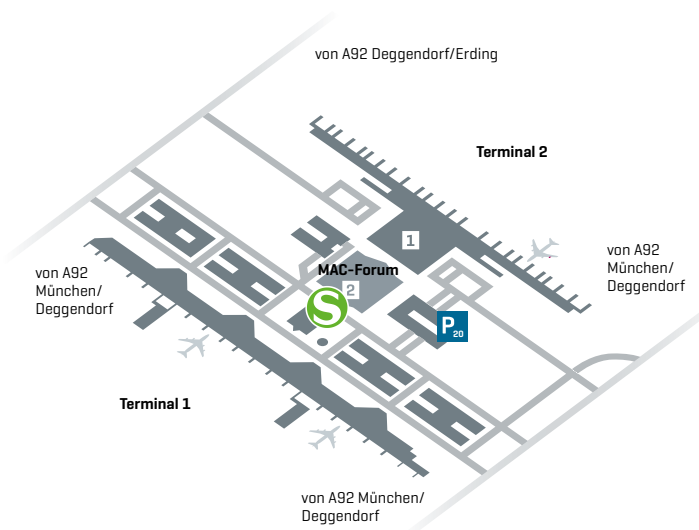 von A92 Deggendorf/Erding
Terminal 2
1
von A92
München/
Deggendorf
MAC-Forum
2
von A92
München/
Deggendorf
S
P20
Terminal 1
von A92 München/
Deggendorf